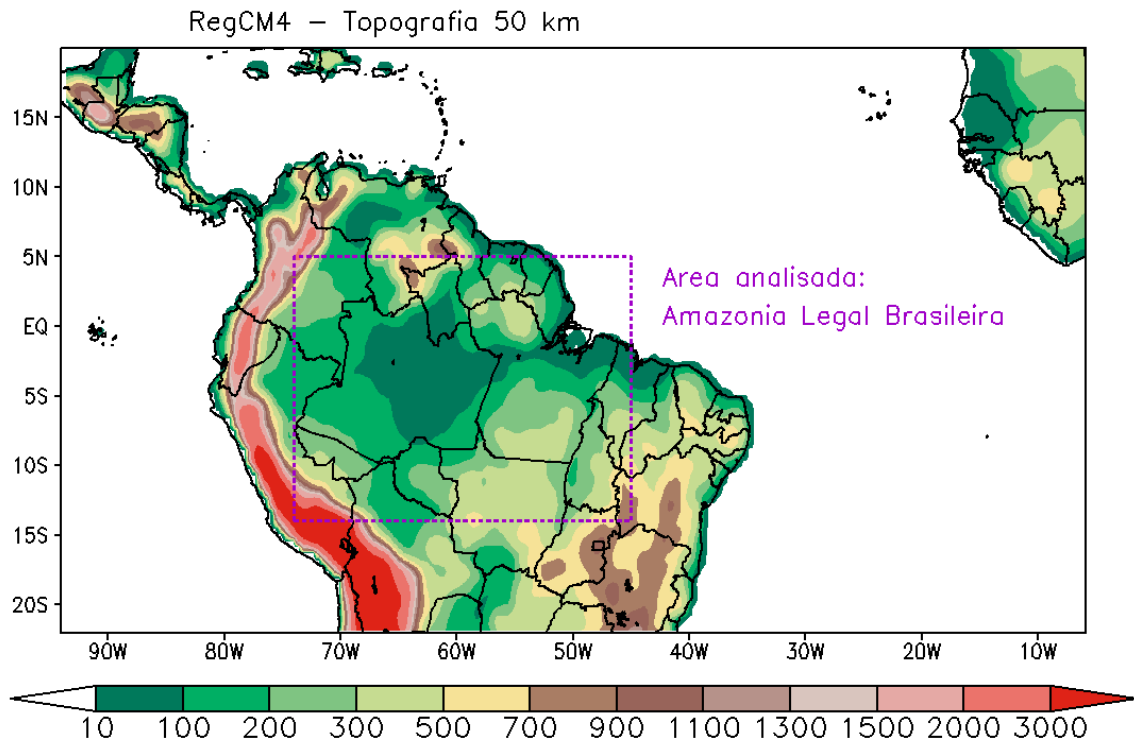 RegCM4 – Topografia 50 km
15N
10N
5N
EQ
5S
10S
15S
20S
Area analisada:
Amazonia Legal Brasileira
90W 80W 70W 60W 50W 40W 30W 20W 10W
10 100 200 300 500 700 900 1100 1300 1500 2000 3000